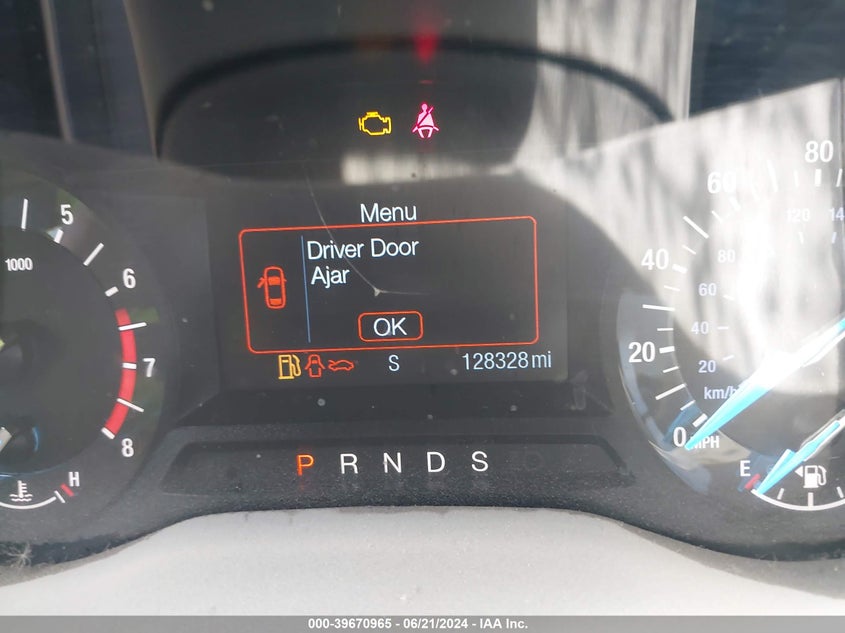 80
60
120
5
1000
Menu
Driver Door
Ajar
40
80
6
60
OK
40
20
7
S
128328 mi
20
km/h
8
0
MPH
P R N D S
E
H
000-39670965 - 06/21/2024 - IAA Inc.